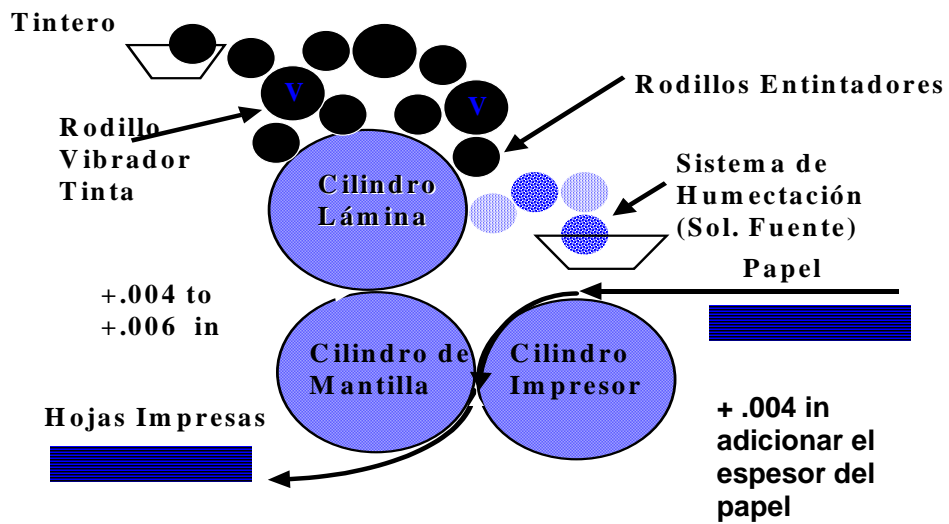 Tintero
V
V
Rodillos Entintadores
Rodillo
Vibrador
Tinta
Sistema de
Humectación
(Sol. Fuente)
Cilindro
Lámina
Papel
+.004 to
+.006 in
Cilindro de
Mantilla
Cilindro
Impresor
Hojas Impresas
+ .004 in
adicionar el
espesor del
papel